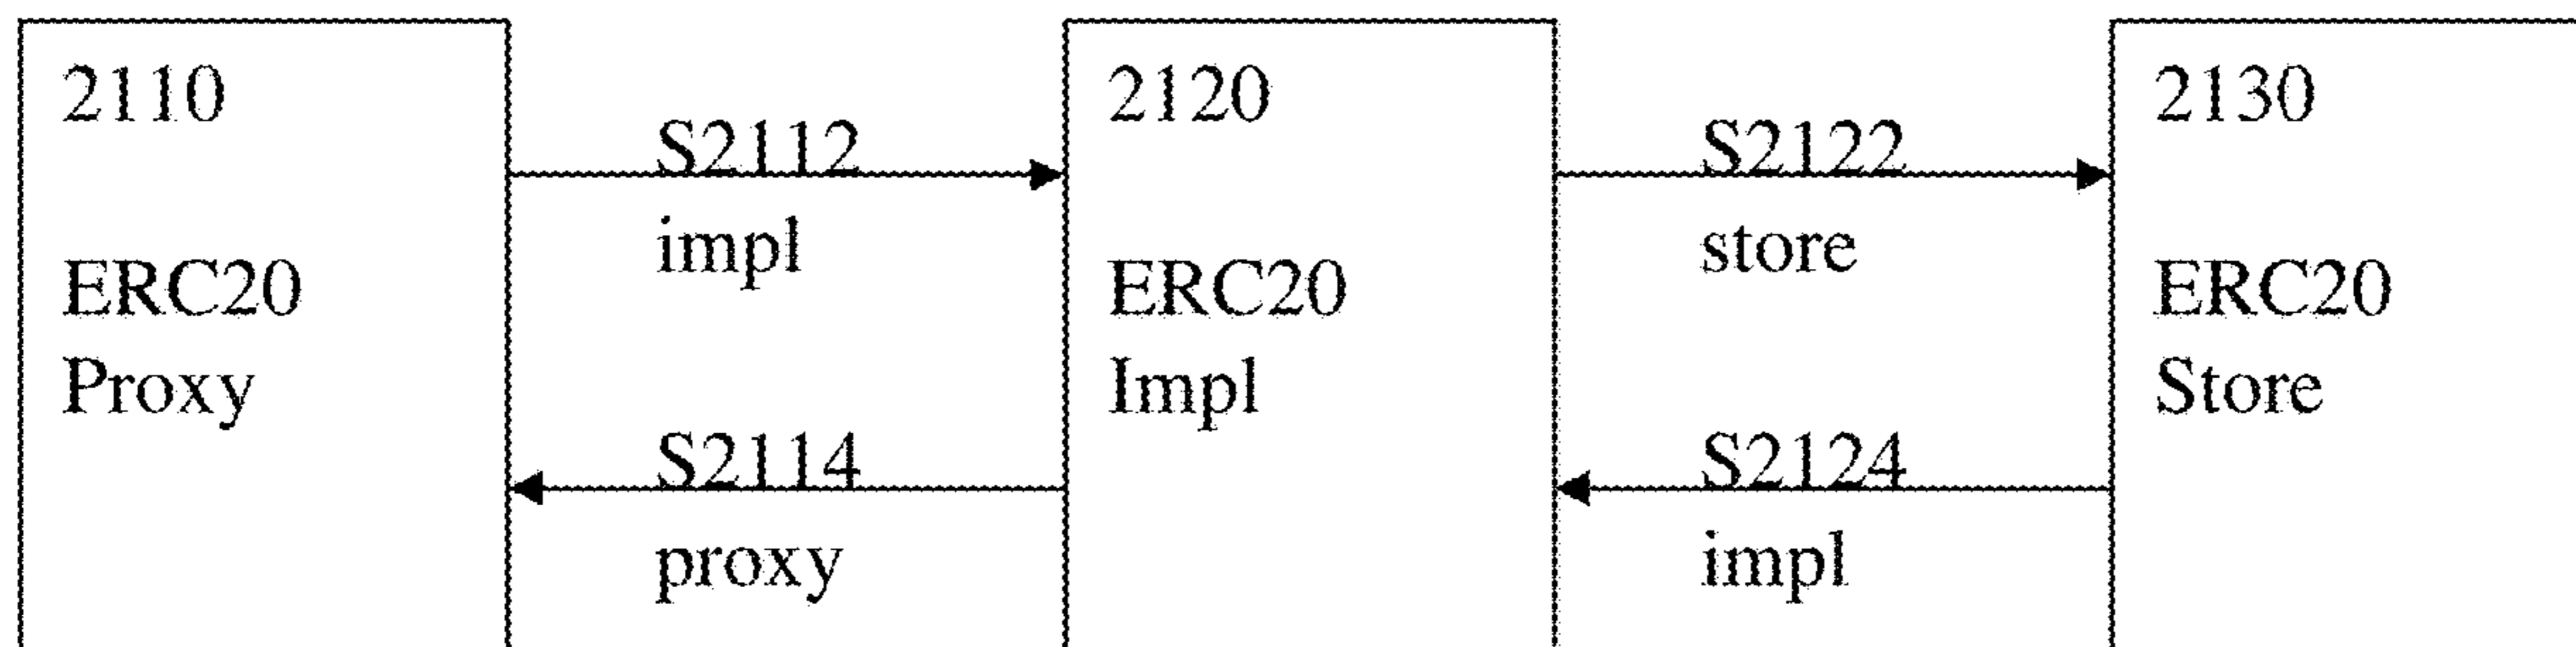 2110
ERC20
Proxy
S2112
impl
S2114
proxy
2120
ERC20
Impl
S2122
store
S2124
impl
2130
ERC20
Store